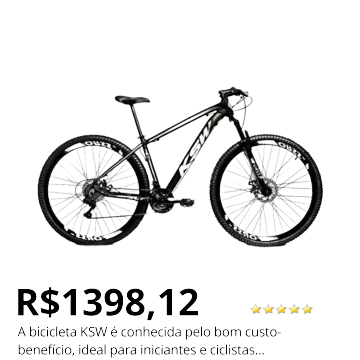 KSW
R$1398,12
A bicicleta KSW é conhecida pelo bom custo-
benefício, ideal para iniciantes e ciclistas...